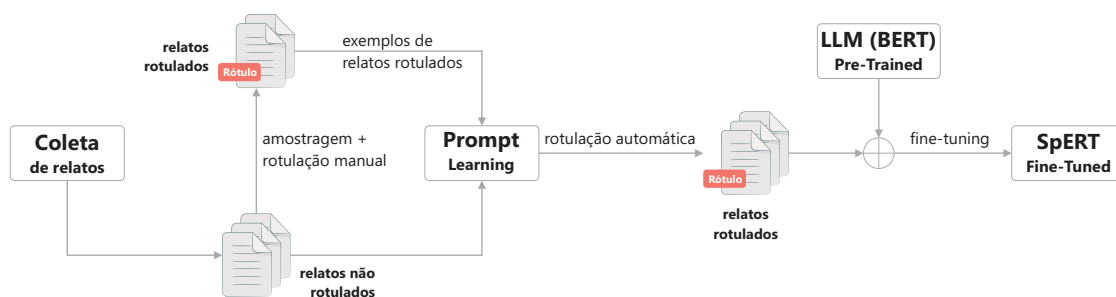 relatos
rotulados
Rótulo
exemplos de
relatos rotulados
LLM (BERT)
Pre-Trained
Coleta
de relatos
amostragem +
rotulação manual
Prompt
Learning
rotulação automática
Rótulo
relatos
rotulados
fine-tuning
SpERT
Fine-Tuned
relatos não
rotulados